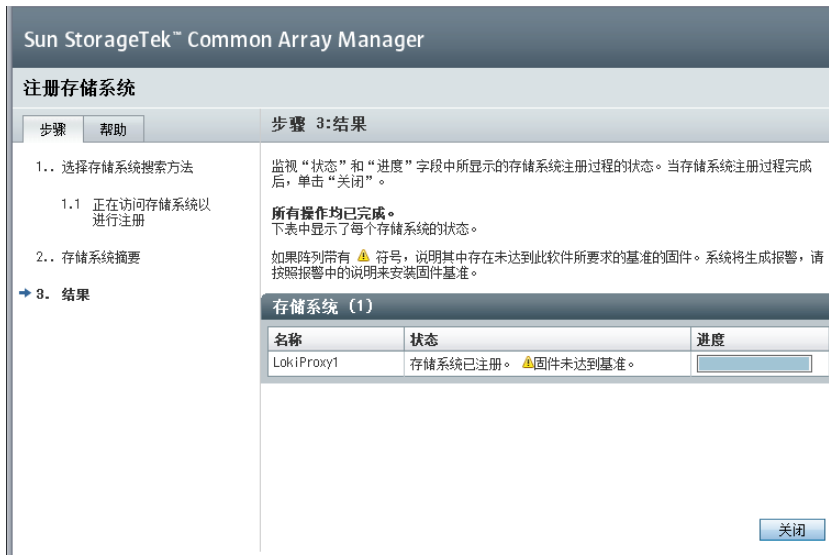 Sun StorageTek™ Common Array Manager
注册存储系统
步骤 帮助
1.. 选择存储系统搜索方法
1.1 正在访问存储系统以
进行注册
2.. 存储系统摘要
3. 结果
步骤 3:结果
监视“状态”和“进度”字段中所显示的存储系统注册过程的状态。当存储系统注册过程完成
后，单击“关闭”。
所有操作均已完成。
下表中显示了每个存储系统的状态。
如果阵列带有 符号，说明其中存在未达到此软件所要求的基准的固件。系统将生成报警，请
按照报警中的说明来安装固件基准。
存储系统 (1)
名称 状态 进度
LokiProxy1 存储系统已注册。 固件未达到基准。
关闭